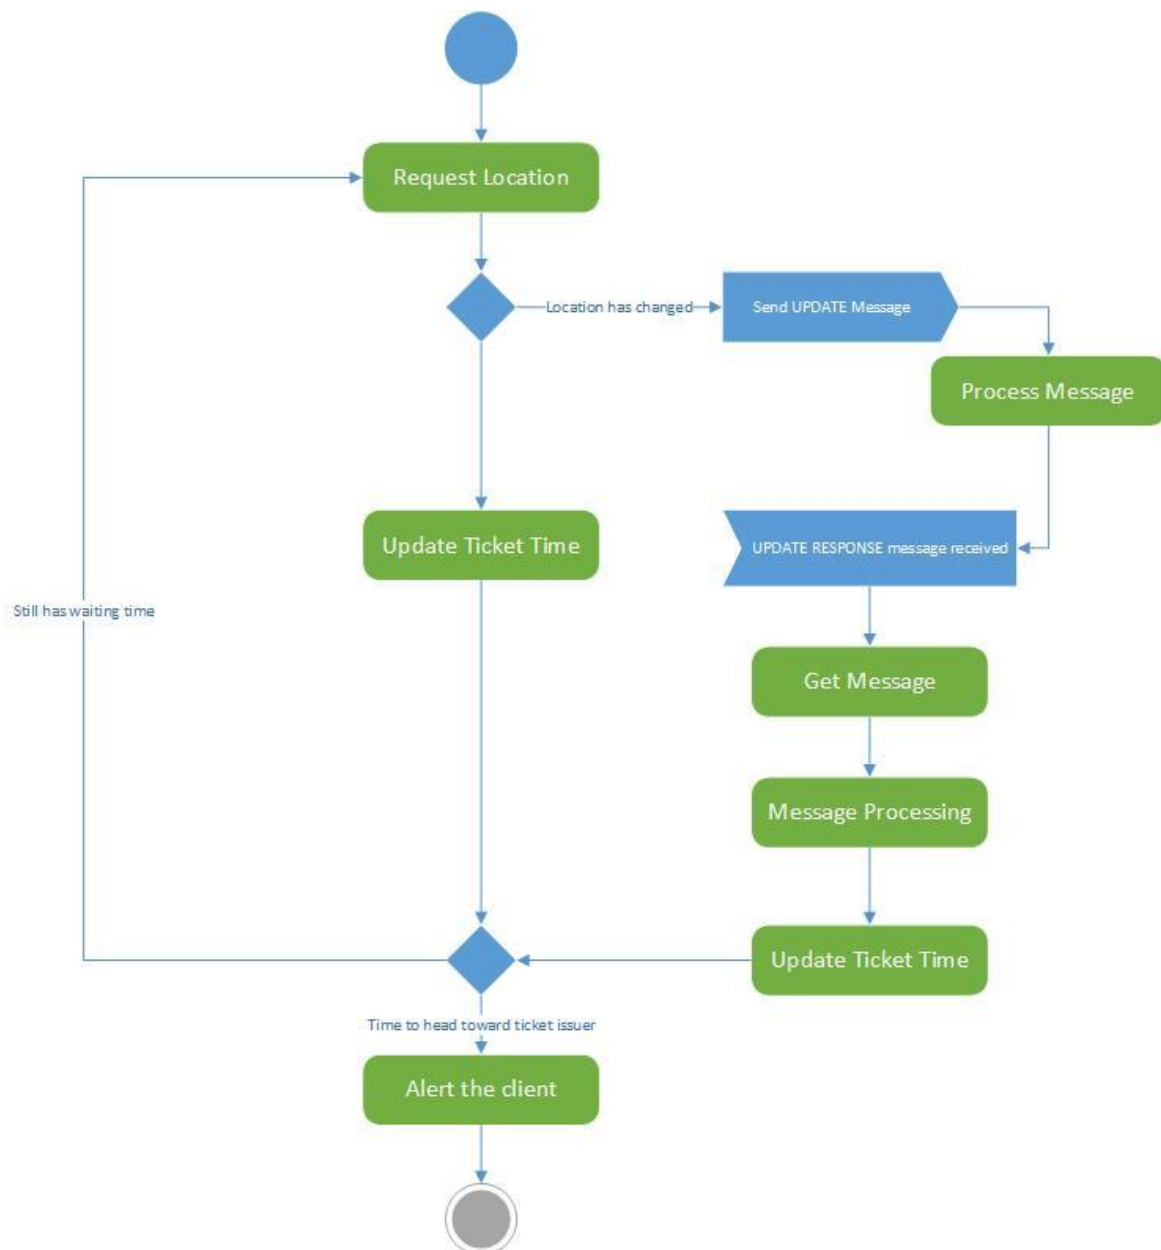 Request Location
Location has changed
Send UPDATE Message
Process Message
Update Ticket Time
UPDATE RESPONSE message received
Still has waiting time
Get Message
Message Processing
Update Ticket Time
Time to head toward ticket issuer
Alert the client